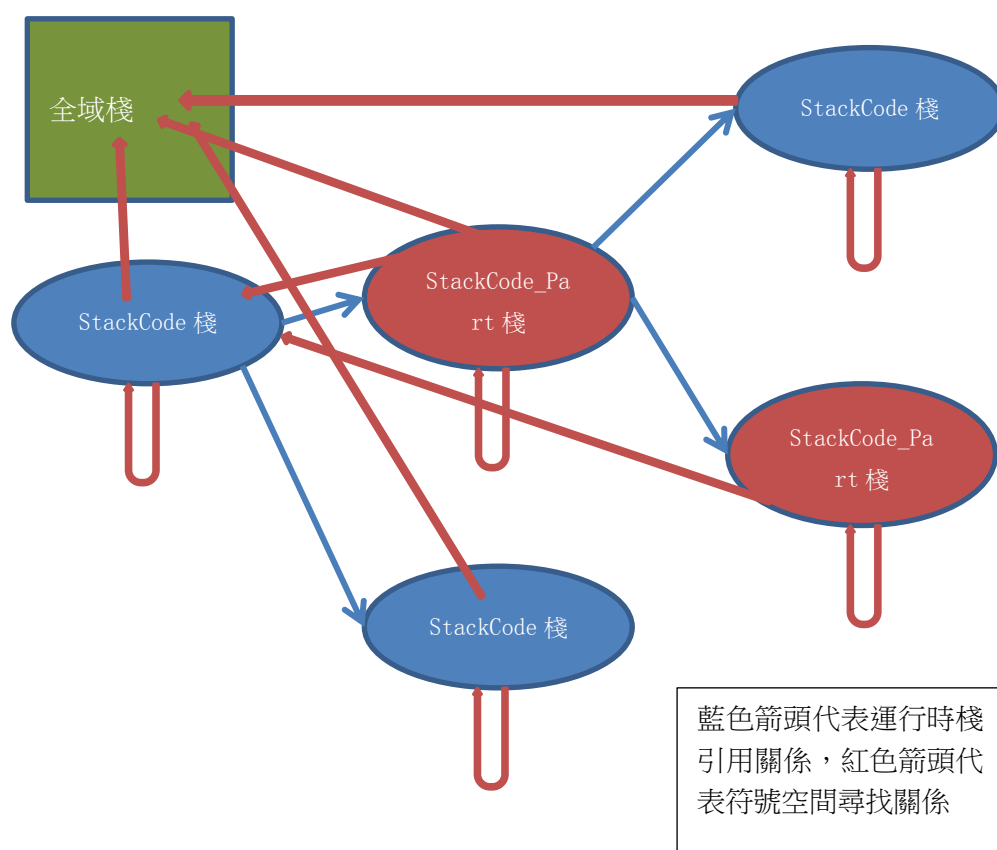 全域棧
StackCode 棧
StackCode_Pa
rt 棧
StackCode 棧
StackCode_Pa
rt 棧
StackCode 棧
藍色箭頭代表運行時棧
引用關係，紅色箭頭代
表符號空間尋找關係